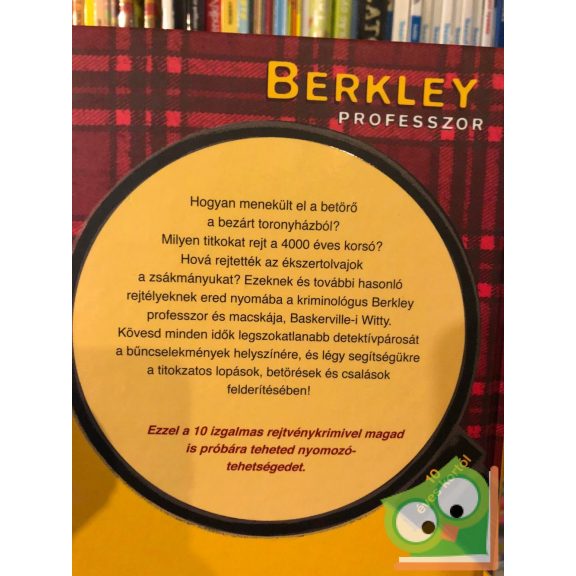 BERKLEY
PROFESSZOR
Hogyan menekült el a betörő
a bezárt toronyházból?
Milyen titkokat rejt a 4000 éves korsó?
Hová rejtették az ékszertolvajok
a zsákmányukat? Ezeknek és további hasonló
rejtélyeknek ered nyomába a kriminológus Berkley
professzor és macskája, Baskerville-i Witty.
Kövesd minden idők legszokatlanabb detektívpárosát
a bűncselekmények helyszínére, és légy segítségükre
a titokzatos lopások, betörések és csalások
felderítésében!
Ezzel a 10 izgalmas rejtvénykrimivel magad
is próbára teheted nyomozó-
tehetségedet.
10
éves kortól